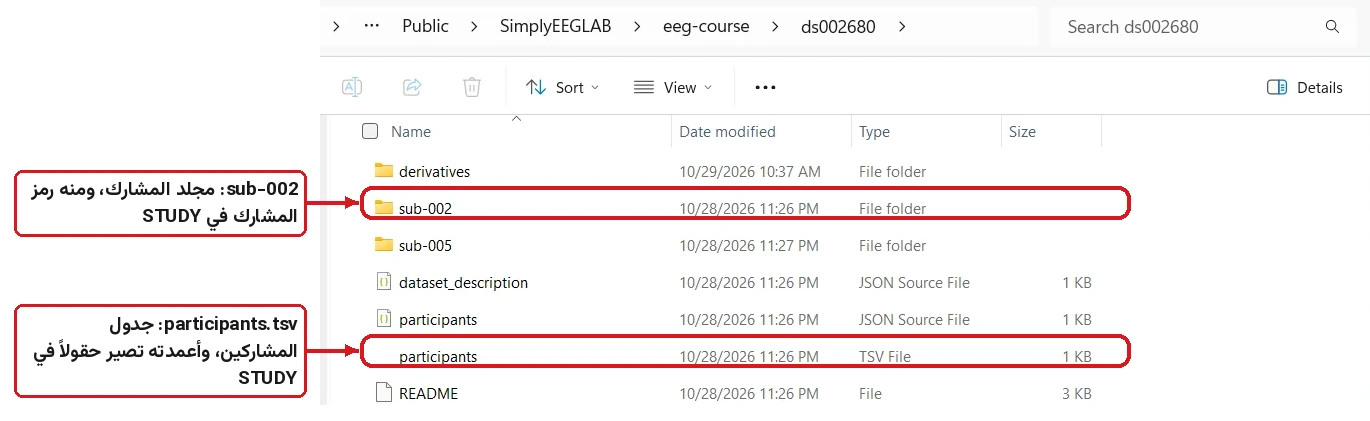 Public > SimplyEEGLAB > eeg-course > ds002680 >
Search ds002680
Sort
View
Details
Name Date modified Type Size
derivatives 10/29/2026 10:37 AM File folder
sub-002: مجلد المشارك، ومنه رمز
المشارك في STUDY
sub-002 10/28/2026 11:26 PM File folder
sub-005 10/28/2026 11:27 PM File folder
dataset_description 10/28/2026 11:26 PM JSON Source File 1 KB
participants 10/28/2026 11:26 PM JSON Source File 1 KB
participants.tsv: جدول
المشاركين، وأعمدته تصير حقولاً في
STUDY
participants 10/28/2026 11:26 PM TSV File 1 KB
README 10/28/2026 11:26 PM File 3 KB